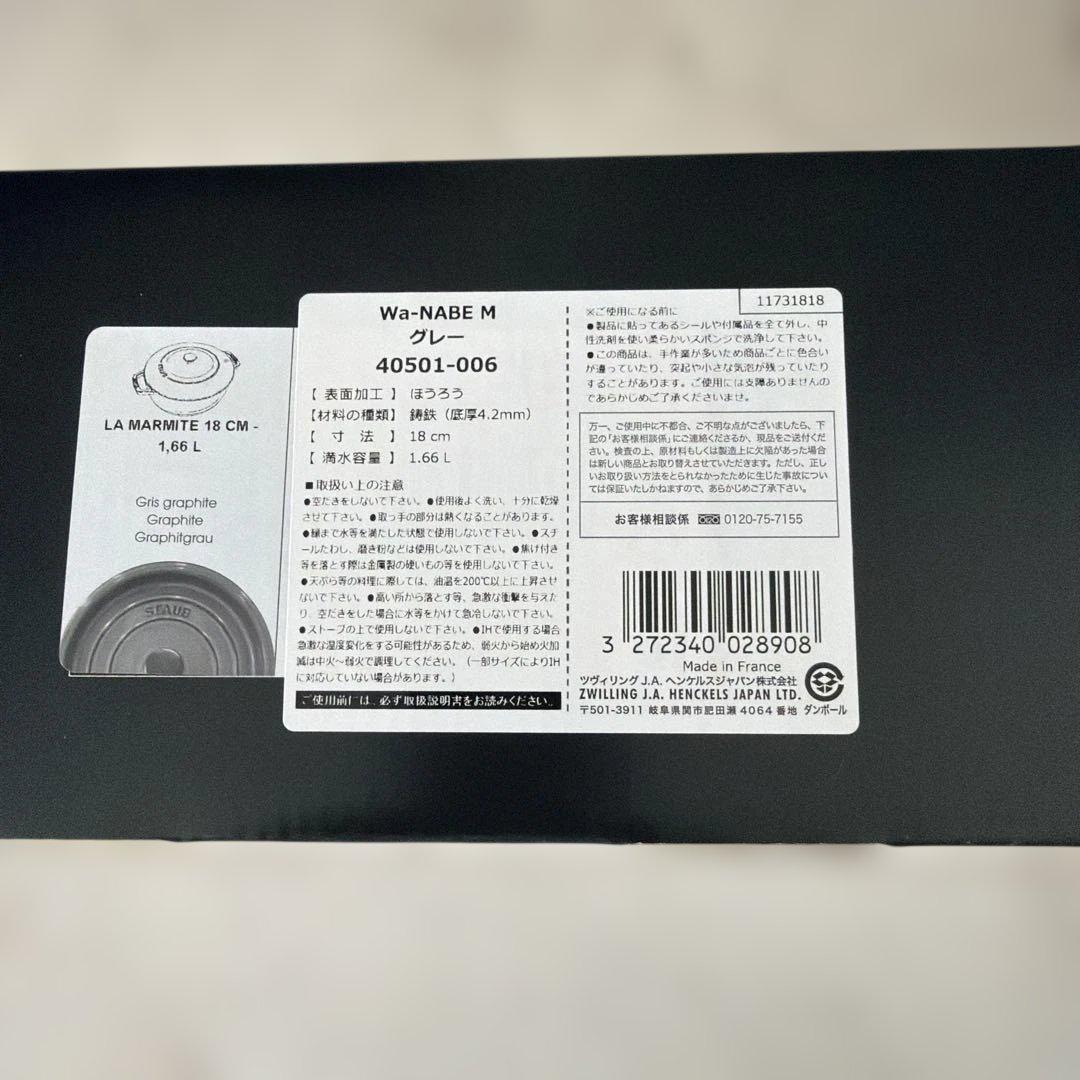 LA MARMITE 18 CM -
1,66 L
Gris graphite
Graphite
Graphitgrau
STAUB
Wa-NABE M
グレー
40501-006
【 表面加工 】 ほうろう
【材料の種類】 鋳鉄（底厚4.2mm）
【 寸 法 】 18 cm
【 満水容量 】 1.66 L
■取扱い上の注意
●空だきをしないで下さい。●使用後よく洗い、十分に乾燥
させて下さい。●取っ手の部分は熱くなることがあります。
●縁まで水等を満たした状態で使用しないで下さい。●スチ
ールたわし、磨き粉などは使用しないで下さい。●焦げ付き
等を落とす際は金属製の硬いもの等を使用しないで下さい。
●天ぷら等の料理に際しては、油温を200℃以上に上昇させ
ないで下さい。●高い所から落とす等、急激な衝撃を与えた
り、空だきをした場合に水等をかけて急冷しないで下さい。
●ストーブの上で使用しないで下さい。●IHで使用する場合
急激な温度変化をする可能性があるため、弱火から始め火加
減は中火～弱火で調理してください。（一部サイズによりIH
に対応していない場合があります。）
ご使用前には、必ず取扱説明書をお読みください。
11731818
※ご使用になる前に
●製品に貼ってあるシールや付属品を全て外し、中
性洗剤を使い柔らかいスポンジで洗浄して下さい。
●この商品は、手作業が多いため商品ごとに色合い
が違っていたり、突起や小さな気泡が残っていたり
することがあります。ご使用には支障ありませんの
であらかじめご了承くださいませ。
万一、ご使用中に不都合、ご不明な点がございましたら、下
記の「お客様相談係」にご連絡くださるか、現品をご送付くだ
さい。検査の上、原材料もしくは製造上に欠陥があった場合
は新しい商品とお取り替えさせていただきます。ただし、正し
いお取り扱い方法をとられなかったために生じた事故につい
ては保証いたしかねますので、あらかじめご了承下さい。
お客様相談係 0120-75-7155
3 272340 028908
Made in France
ツヴィリング J.A. ヘンケルスジャパン株式会社
ZWILLING J.A. HENCKELS JAPAN LTD.
〒501-3911 岐阜県関市肥田瀬 4064 番地 ダンボール